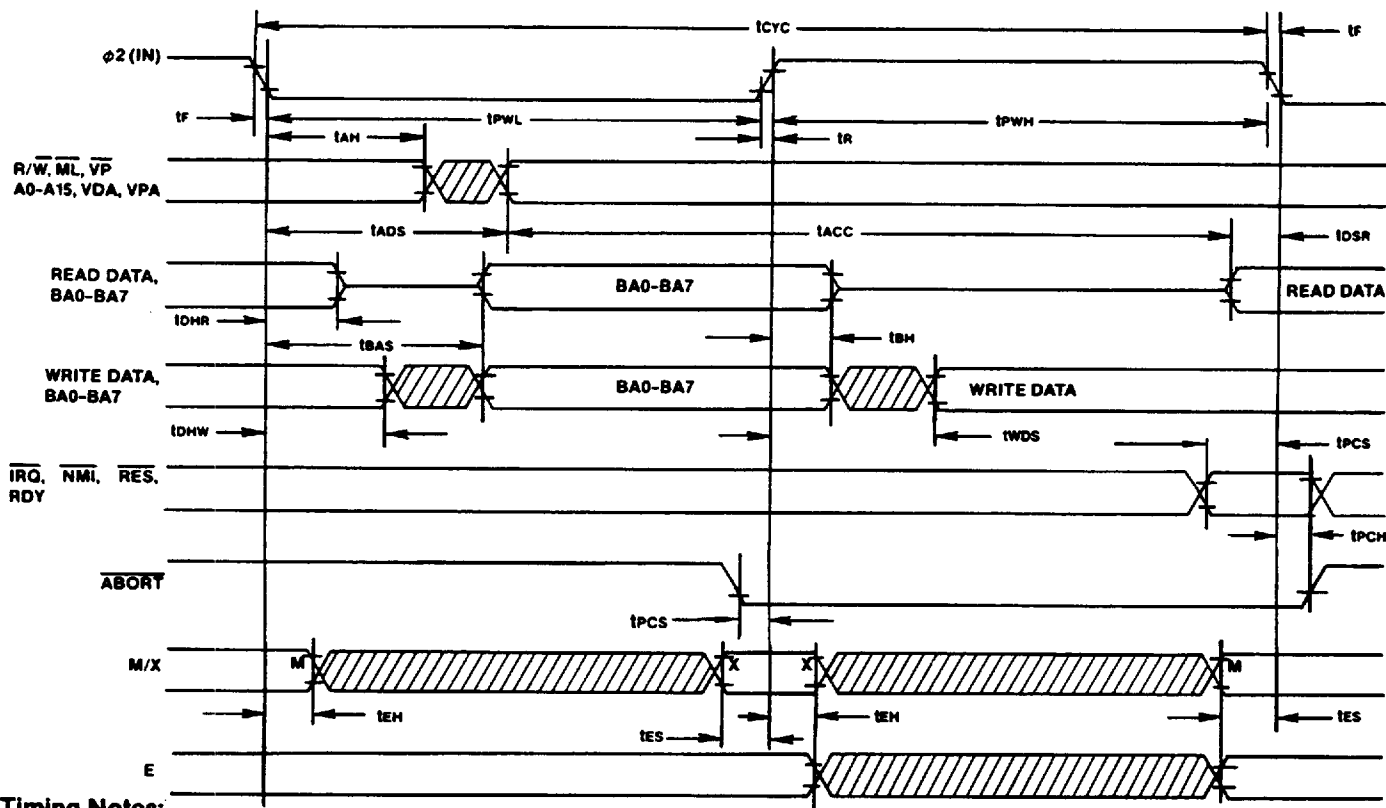 tCYC
tF
φ2 (IN)
tF
tPWL
tPWH
tAH
tR
R/W, ML, VP
A0-A15, VDA, VPA
tADS
tACC
tDSR
READ DATA,
BA0-BA7
BA0-BA7
READ DATA
tDHR
tBAS
tBH
WRITE DATA,
BA0-BA7
BA0-BA7
WRITE DATA
tDHW
tWDS
tPCS
IRQ, NMI, RES,
RDY
tPCH
ABORT
tPCS
M/X
M
X
X
M
tEH
tEH
tES
tES
E
Timing Notes: